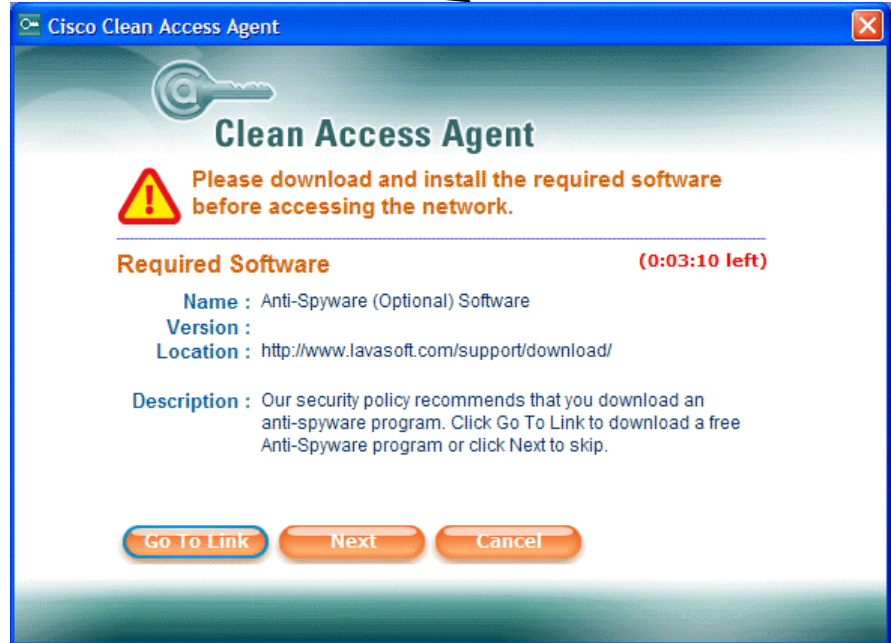 Cisco Clean Access Agent
Clean Access Agent
Please download and install the required software
before accessing the network.
Required Software
(0:03:10 left)
Name : Anti-Spyware (Optional) Software
Version :
Location : http://www.lavasoft.com/support/download/
Description : Our security policy recommends that you download an
anti-spyware program. Click Go To Link to download a free
Anti-Spyware program or click Next to skip.
Go To Link
Next
Cancel